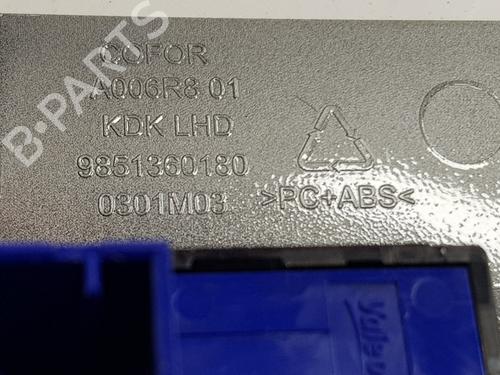 COFOR
A006R8 01
KDK LHD
9851360180
0301M03
>PC+ABS<
B-PARTS